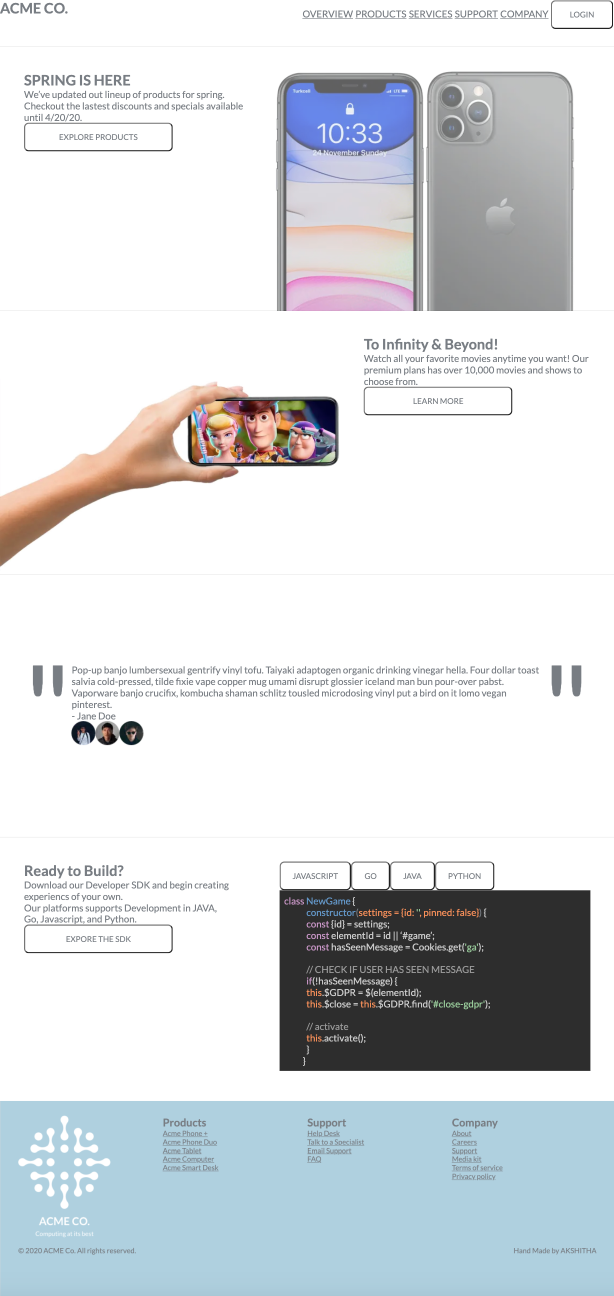 ACME CO.
OVERVIEW PRODUCTS SERVICES SUPPORT COMPANY LOGIN
SPRING IS HERE
We've updated out lineup of products for spring.
Checkout the lastest discounts and specials available
until 4/20/20.
EXPLORE PRODUCTS
Turkcell LTE
10:33
24 November Sunday
To Infinity & Beyond!
Watch all your favorite movies anytime you want! Our
premium plans has over 10,000 movies and shows to
choose from.
LEARN MORE
"
Pop-up banjo lumbersexual gentrify vinyl tofu. Taiyaki adaptogen organic drinking vinegar hella. Four dollar toast
salvia cold-pressed, tilde fixie vape copper mug umami disrupt glossier iceland man bun pour-over pabst.
Vaporware banjo crucifix, kombucha shaman schlitz tousled microdosing vinyl put a bird on it lomo vegan
pinterest.
"
- Jane Doe
Ready to Build?
Download our Developer SDK and begin creating
experiencs of your own.
Our platforms supports Development in JAVA,
Go, Javascript, and Python.
EXPORE THE SDK
JAVASCRIPT GO JAVA PYTHON
class NewGame {
constructor(settings = {id: '', pinned: false}) {
const {id} = settings;
const elementId = id || '#game';
const hasSeenMessage = Cookies.get('ga');
// CHECK IF USER HAS SEEN MESSAGE
if(!hasSeenMessage) {
this.$GDPR = $(elementId);
this.$close = this.$GDPR.find('#close-gdpr');
// activate
this.activate();
}
}
ACME CO.
Computing at its best
Products
Acme Phone +
Acme Phone Duo
Acme Tablet
Acme Computer
Acme Smart Desk
Support
Help Desk
Talk to a Specialist
Email Support
FAQ
Company
About
Careers
Support
Media kit
Terms of service
Privacy policy
© 2020 ACME Co. All rights reserved.
Hand Made by AKSHITHA